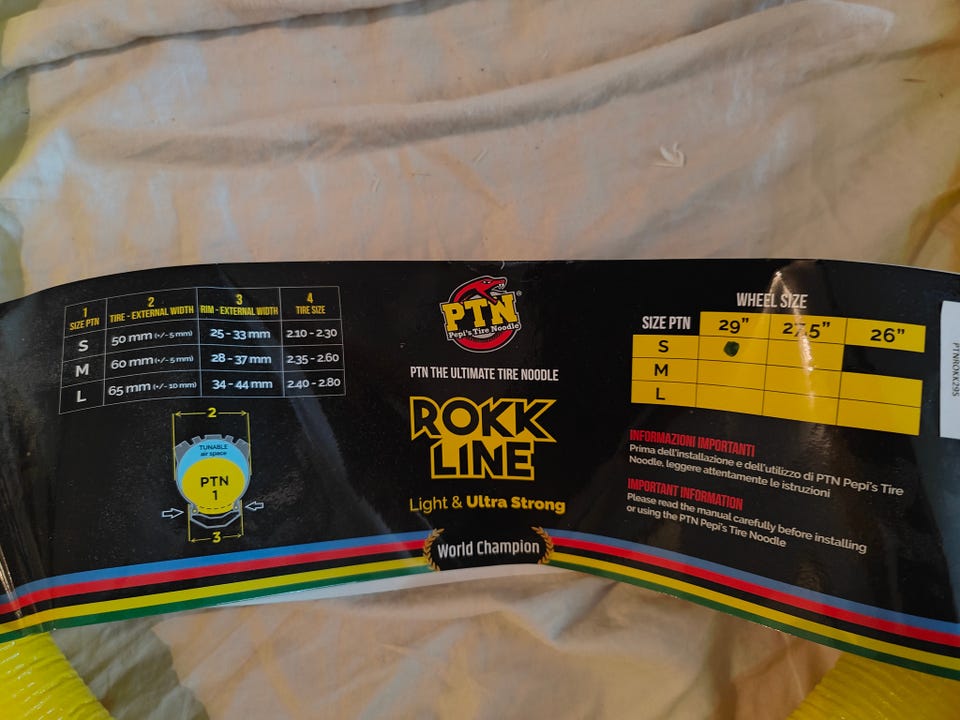 1 2 3 4
SIZE PTN TIRE - EXTERNAL WIDTH RIM - EXTERNAL WIDTH TIRE SIZE
S 50 mm (+/- 5 mm) 25 - 33 mm 2.10 - 2.30
M 60 mm (+/- 5 mm) 28 - 37 mm 2.35 - 2.60
L 65 mm (+/- 10 mm) 34 - 44 mm 2.40 - 2.80
2
TUNABLE
air space
PTN
1
3
PTN®
Pepi's Tire Noodle
PTN THE ULTIMATE TIRE NOODLE
ROKK
LINE
Light & Ultra Strong
World Champion
WHEEL SIZE
SIZE PTN 29" 27,5" 26"
S
M
L
INFORMAZIONI IMPORTANTI
Prima dell'installazione e dell'utilizzo di PTN Pepi's Tire
Noodle, leggere attentamente le istruzioni
IMPORTANT INFORMATION
Please read the manual carefully before installing
or using the PTN Pepi's Tire Noodle
PTNROKK29S